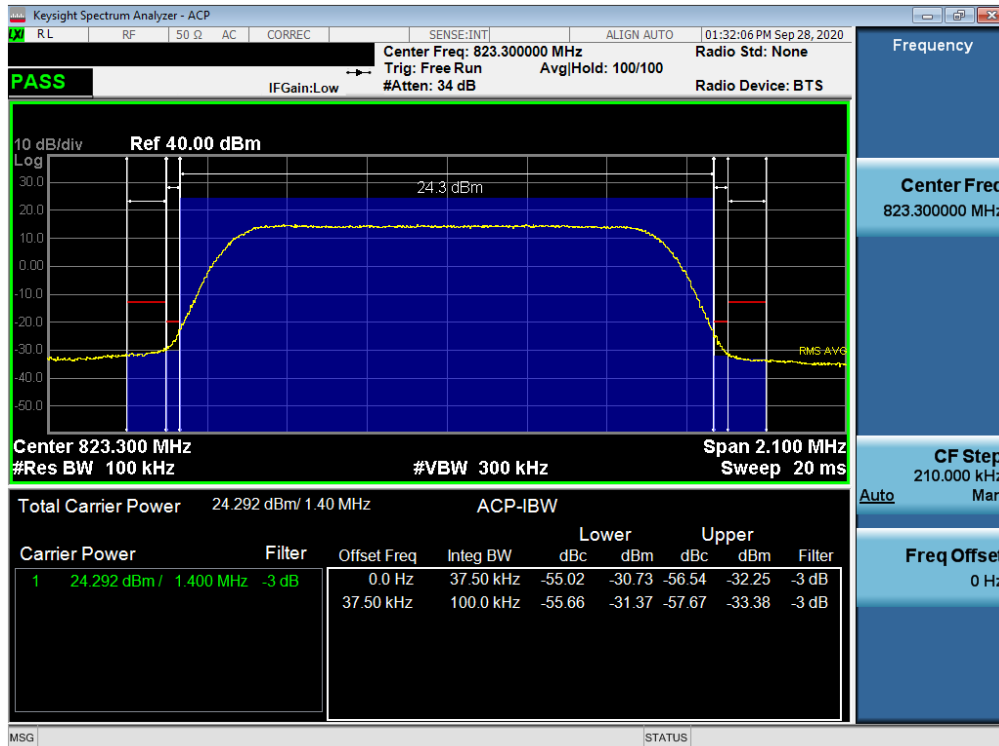 Keysight Spectrum Analyzer - ACP
LXI RL RF 50 Ω AC CORREC SENSE:INT ALIGN AUTO 01:32:06 PM Sep 28, 2020
Center Freq: 823.300000 MHz Radio Std: None
Trig: Free Run Avg|Hold: 100/100
PASS IFGain:Low #Atten: 34 dB Radio Device: BTS
10 dB/div Ref 40.00 dBm
Log
30.0
24.3 dBm
20.0
10.0
0.00
-10.0
-20.0
-30.0
RMS AVG
-40.0
-50.0
Center 823.300 MHz Span 2.100 MHz
#Res BW 100 kHz #VBW 300 kHz Sweep 20 ms
Total Carrier Power 24.292 dBm/ 1.40 MHz ACP-IBW
Lower Upper
Carrier Power Filter Offset Freq Integ BW dBc dBm dBc dBm Filter
1 24.292 dBm / 1.400 MHz -3 dB 0.0 Hz 37.50 kHz -55.02 -30.73 -56.54 -32.25 -3 dB
37.50 kHz 100.0 kHz -55.66 -31.37 -57.67 -33.38 -3 dB
MSG STATUS
Frequency
Center Freq
823.300000 MHz
CF Step
210.000 kHz
Auto Man
Freq Offset
0 Hz